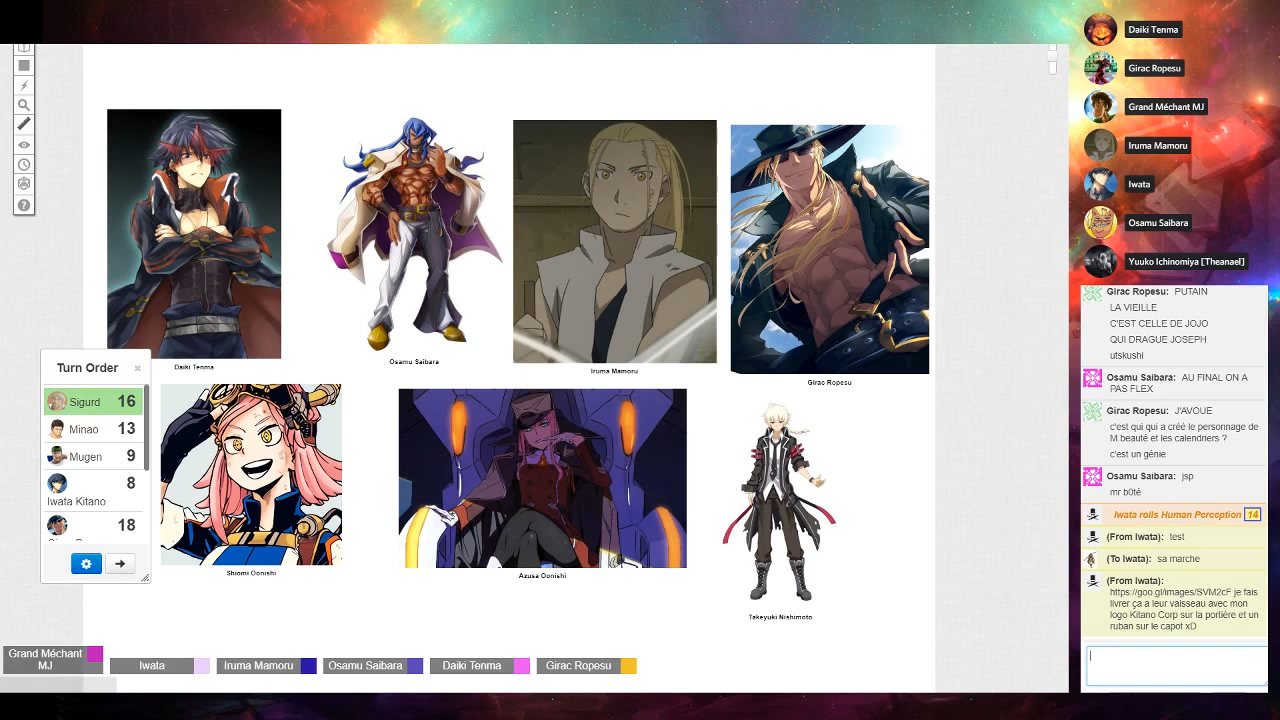 Daiki Tenma
Osamu Saibara
Iruma Mamoru
Girac Ropesu
Shiomi Oonishi
Azusa Oonishi
Takeyuki Nishimoto
Turn Order ×
Sigurd 16
Minao 13
Mugen 9
8
Iwata Kitano
18
Grand Méchant
MJ
Iwata
Iruma Mamoru
Osamu Saibara
Daiki Tenma
Girac Ropesu
Daiki Tenma
Girac Ropesu
Grand Méchant MJ
Iruma Mamoru
Iwata
Osamu Saibara
Yuuko Ichinomiya [Theanael]
Girac Ropesu: PUTAIN
LA VIEILLE
C'EST CELLE DE JOJO
QUI DRAGUE JOSEPH
utskushi
Osamu Saibara: AU FINAL ON A
PAS FLEX
Girac Ropesu: J'AVOUE
c'est qui qui a créé le personnage de
M.beauté et les calendriers ?
c'est un génie
Osamu Saibara: jsp
mr b0té
Iwata rolls Human Perception 14
(From Iwata): test
(To Iwata): sa marche
(From Iwata):
https://goo.gl/images/SVM2cF je fais
livrer ça a leur vaisseau avec mon
logo Kitano Corp sur la portière et un
ruban sur le capot xD